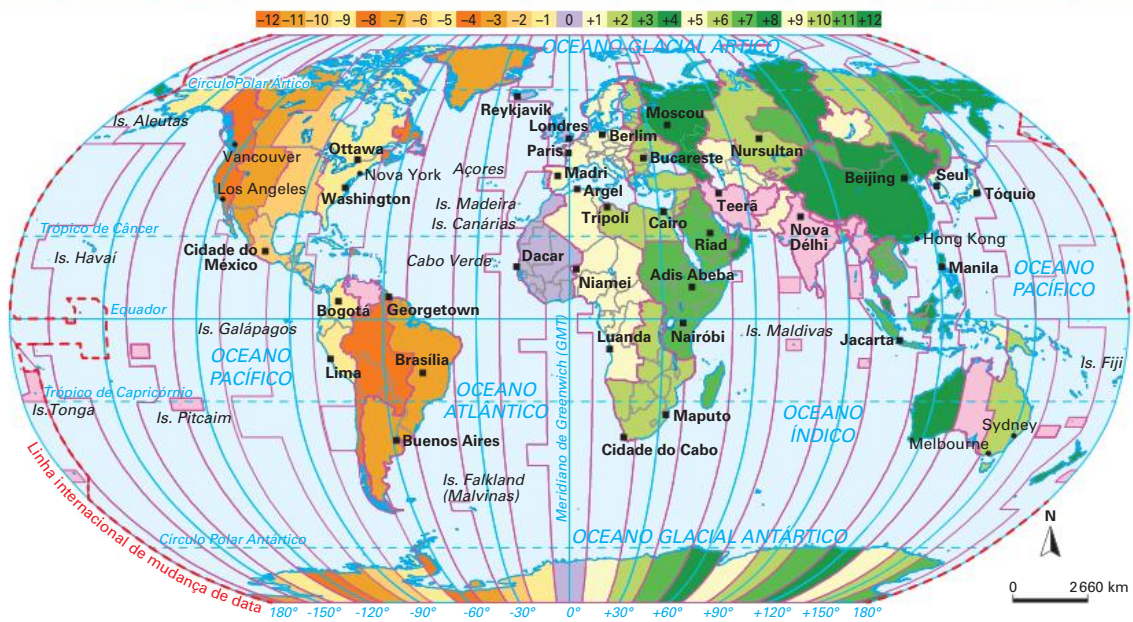 –12 –11 –10 –9 –8 –7 –6 –5 –4 –3 –2 –1 0 +1 +2 +3 +4 +5 +6 +7 +8 +9 +10 +11 +12
OCEANO GLACIAL ÁRTICO
Círculo Polar Ártico
Is. Aleutas
Reykjavik
Moscou
Londres
Berlim
Vancouver
Ottawa
Paris
Nursultan
Bucareste
Nova York
Açores
Madri
Beijing
Seul
Los Angeles
Washington
Argel
Teerã
Tóquio
Is. Madeira
Trípoli
Cairo
Nova
Délhi
Trópico de Câncer
Is. Canárias
Riad
Hong Kong
Is. Havaí
Cidade do
México
Cabo Verde
Dacar
Manila
OCEANO
PACÍFICO
Niamei
Adis Abeba
Equador
Bogotá
Georgetown
Is. Galápagos
Meridiano de Greenwich (GMT)
Luanda
Nairóbi
Is. Maldivas
Jacarta
OCEANO
PACÍFICO
Lima
Brasília
Is. Fiji
Trópico de Capricórnio
OCEANO
ATLÂNTICO
Is.Tonga
Is. Pitcaim
Maputo
OCEANO
ÍNDICO
Sydney
Buenos Aires
Cidade do Cabo
Melbourne
Is. Falkland
(Malvinas)
Linha internacional de mudança de data
Círculo Polar Antártico
OCEANO GLACIAL ANTÁRTICO
N
0 2660 km
180° -150° -120° -90° -60° -30° 0° +30° +60° +90° +120° +150° 180°